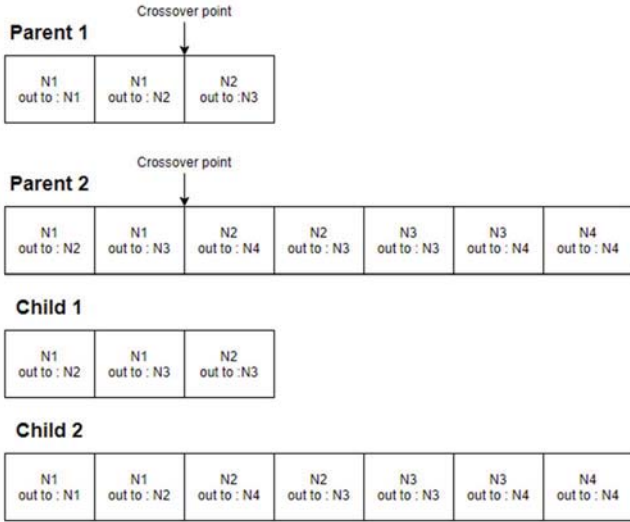 Crossover point
Parent 1
N1 N1 N2
out to : N1 out to : N2 out to :N3
Crossover point
Parent 2
N1 N1 N2 N2 N3 N3 N4
out to : N2 out to : N3 out to : N4 out to : N3 out to : N3 out to : N4 out to : N4
Child 1
N1 N1 N2
out to : N2 out to : N3 out to :N3
Child 2
N1 N1 N2 N2 N3 N3 N4
out to : N1 out to : N2 out to : N4 out to : N3 out to : N3 out to : N4 out to : N4